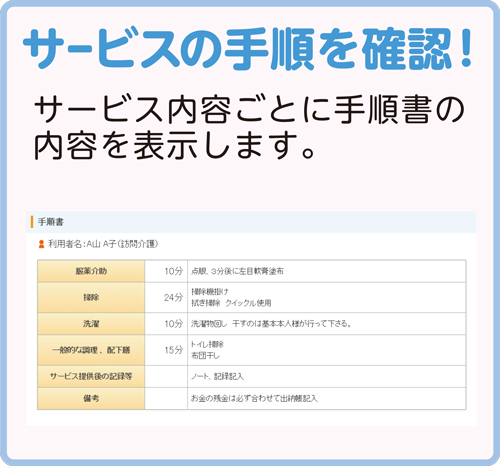 サービスの手順を確認!
サービス内容ごとに手順書の
内容を表示します。
手順書
利用者名:A山 A子(訪問介護)
服薬介助 10分 点眼、3分後に左目軟膏塗布
掃除 24分 掃除機掛け
拭き掃除 クイックル使用
洗濯 10分 洗濯物回し 干すのは基本本人様が行って下さる。
一般的な調理、配下膳 15分 トイレ掃除
布団干し
サービス提供後の記録等 ノート、記録記入
備考 お金の残金は必ず合わせて出納帳記入